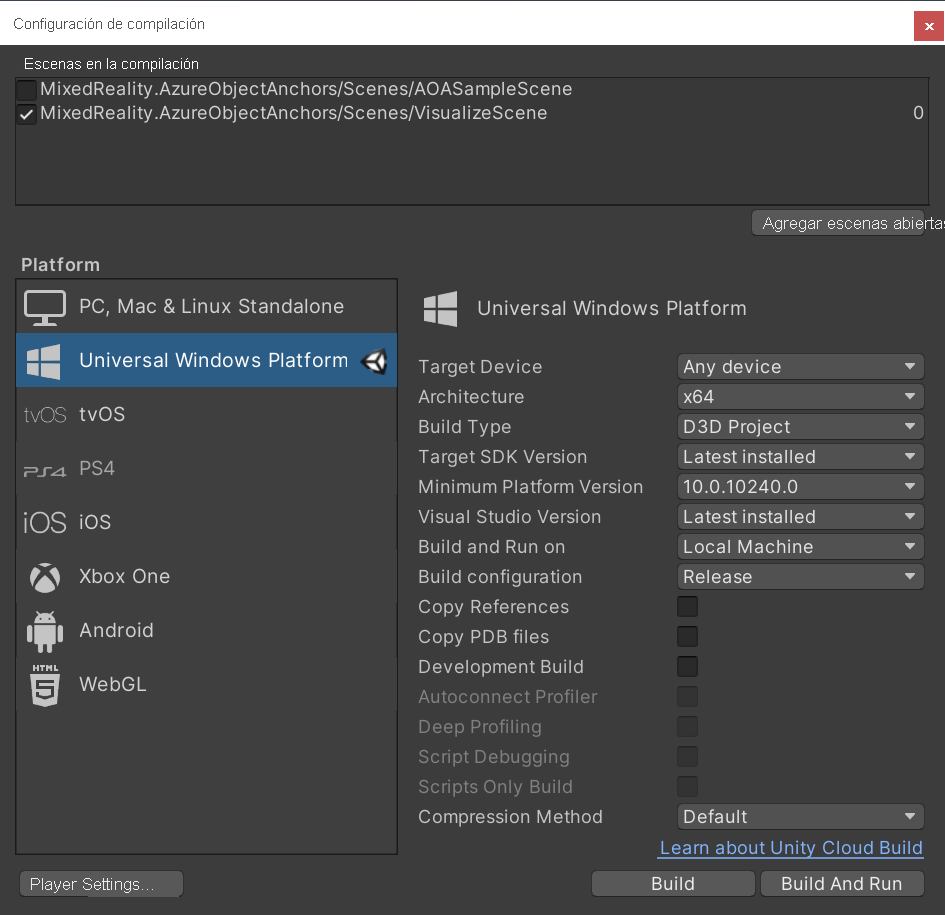 Configuración de compilación
x
Escenas en la compilación
MixedReality.AzureObjectAnchors/Scenes/AOASampleScene
MixedReality.AzureObjectAnchors/Scenes/VisualizeScene 0
Agregar escenas abiertas
Platform
PC, Mac & Linux Standalone
Universal Windows Platform
tvOS tvOS
PS4 PS4
iOS iOS
Xbox One
Android
HTML 5 WebGL
Universal Windows Platform
Target Device Any device
Architecture x64
Build Type D3D Project
Target SDK Version Latest installed
Minimum Platform Version 10.0.10240.0
Visual Studio Version Latest installed
Build and Run on Local Machine
Build configuration Release
Copy References
Copy PDB files
Development Build
Autoconnect Profiler
Deep Profiling
Script Debugging
Scripts Only Build
Compression Method Default
Learn about Unity Cloud Build
Player Settings... Build Build And Run